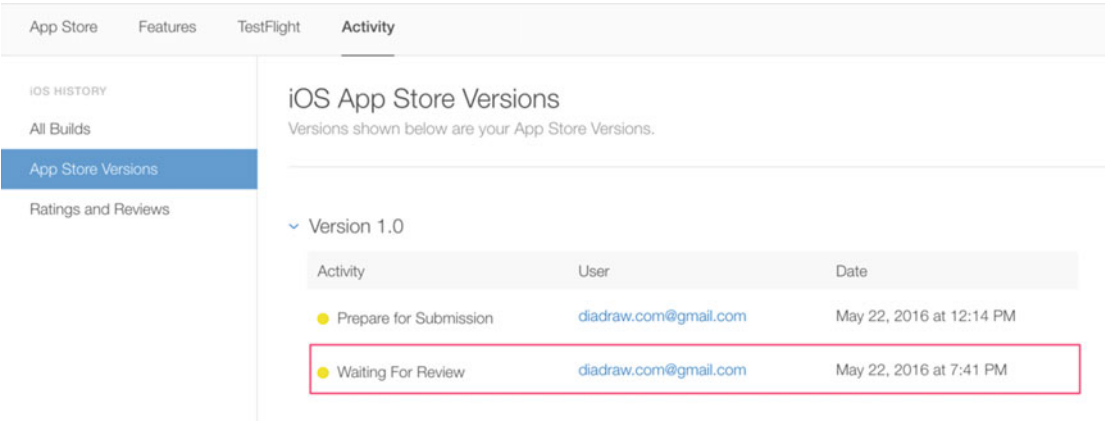 App Store Features TestFlight Activity
iOS HISTORY
All Builds
App Store Versions
Ratings and Reviews
iOS App Store Versions
Versions shown below are your App Store Versions.
Version 1.0
Activity User Date
Prepare for Submission diadraw.com@gmail.com May 22, 2016 at 12:14 PM
Waiting For Review diadraw.com@gmail.com May 22, 2016 at 7:41 PM